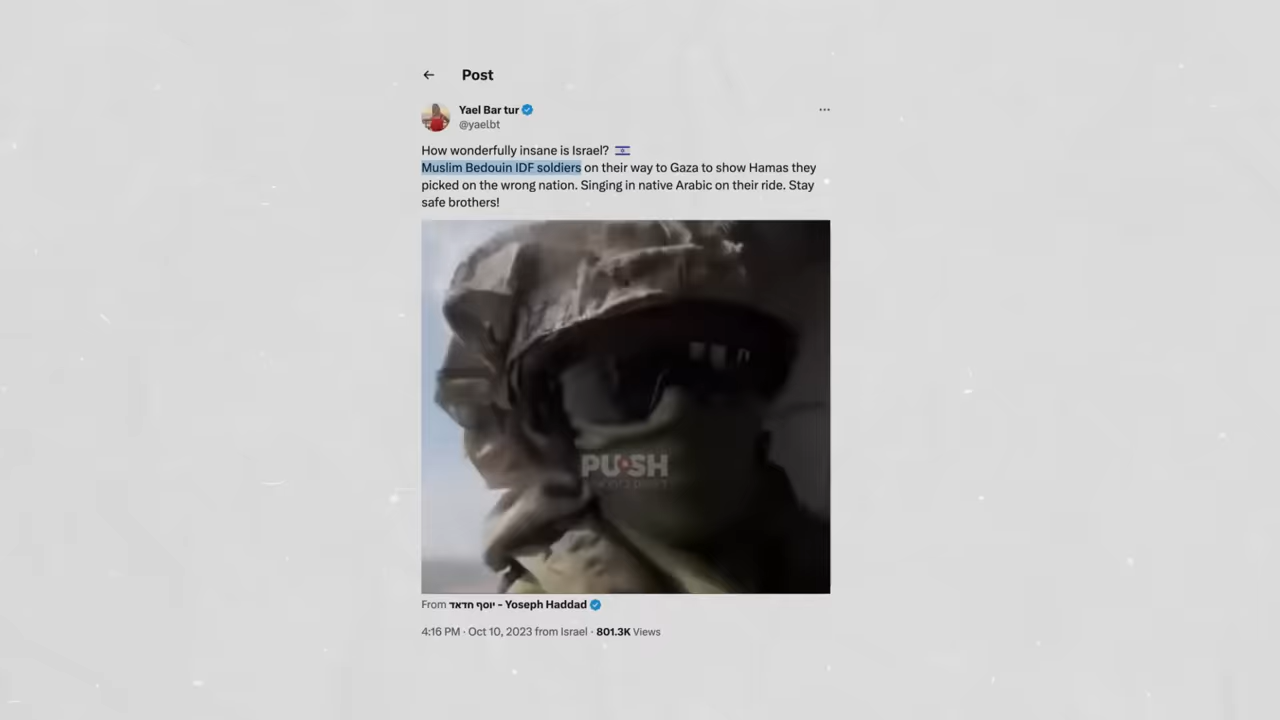 Post
Yael Bar tur
@yaelbt
How wonderfully insane is Israel? 🇮🇱
Muslim Bedouin IDF soldiers on their way to Gaza to show Hamas they
picked on the wrong nation. Singing in native Arabic on their ride. Stay
safe brothers!
PUSH
From יוסף חדאד - Yoseph Haddad
4:16 PM · Oct 10, 2023 from Israel · 801.3K Views